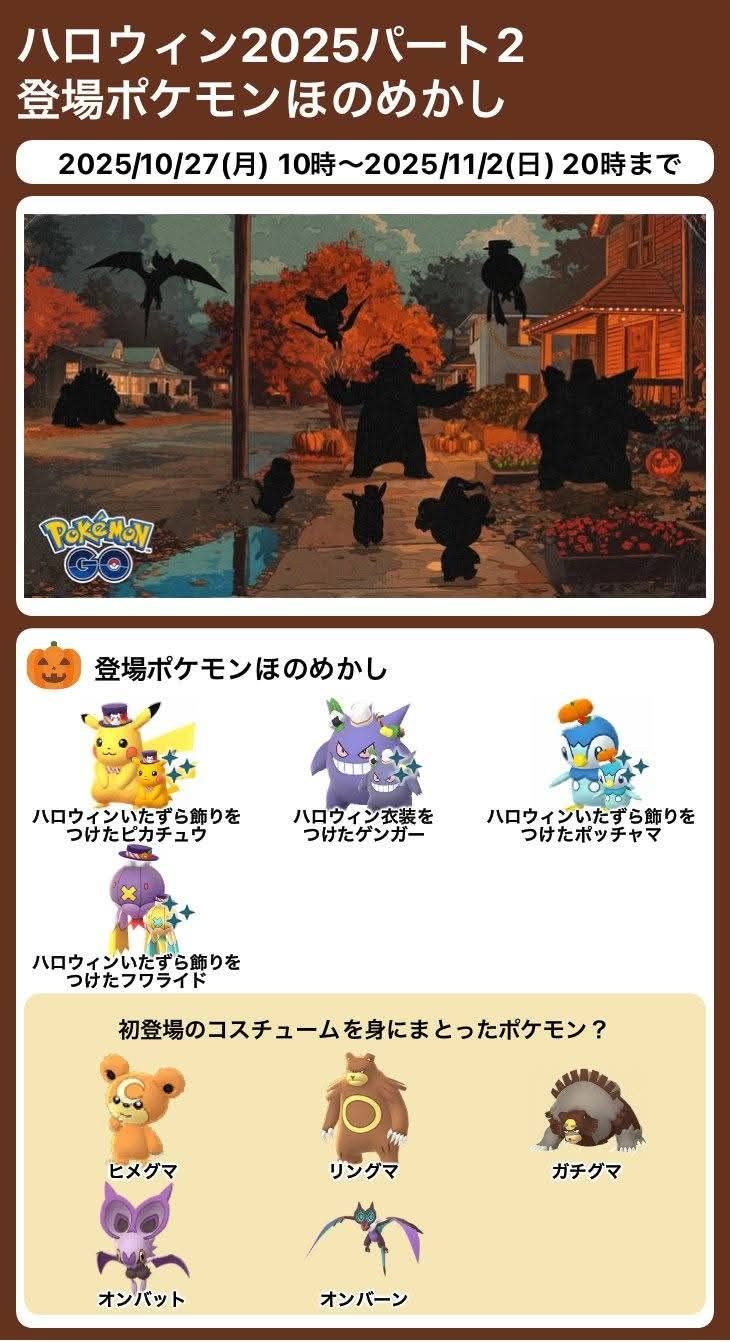 ハロウィン2025パート2
登場ポケモンほのめかし
2025/10/27(月) 10時〜2025/11/2(日) 20時まで
POKéMON
GO
登場ポケモンほのめかし
ハロウィンいたずら飾りを
つけたピカチュウ
ハロウィン衣装を
つけたゲンガー
ハロウィンいたずら飾りを
つけたポッチャマ
ハロウィンいたずら飾りを
つけたフワライド
初登場のコスチュームを身にまとったポケモン？
ヒメグマ
リングマ
ガチグマ
オンバット
オンバーン